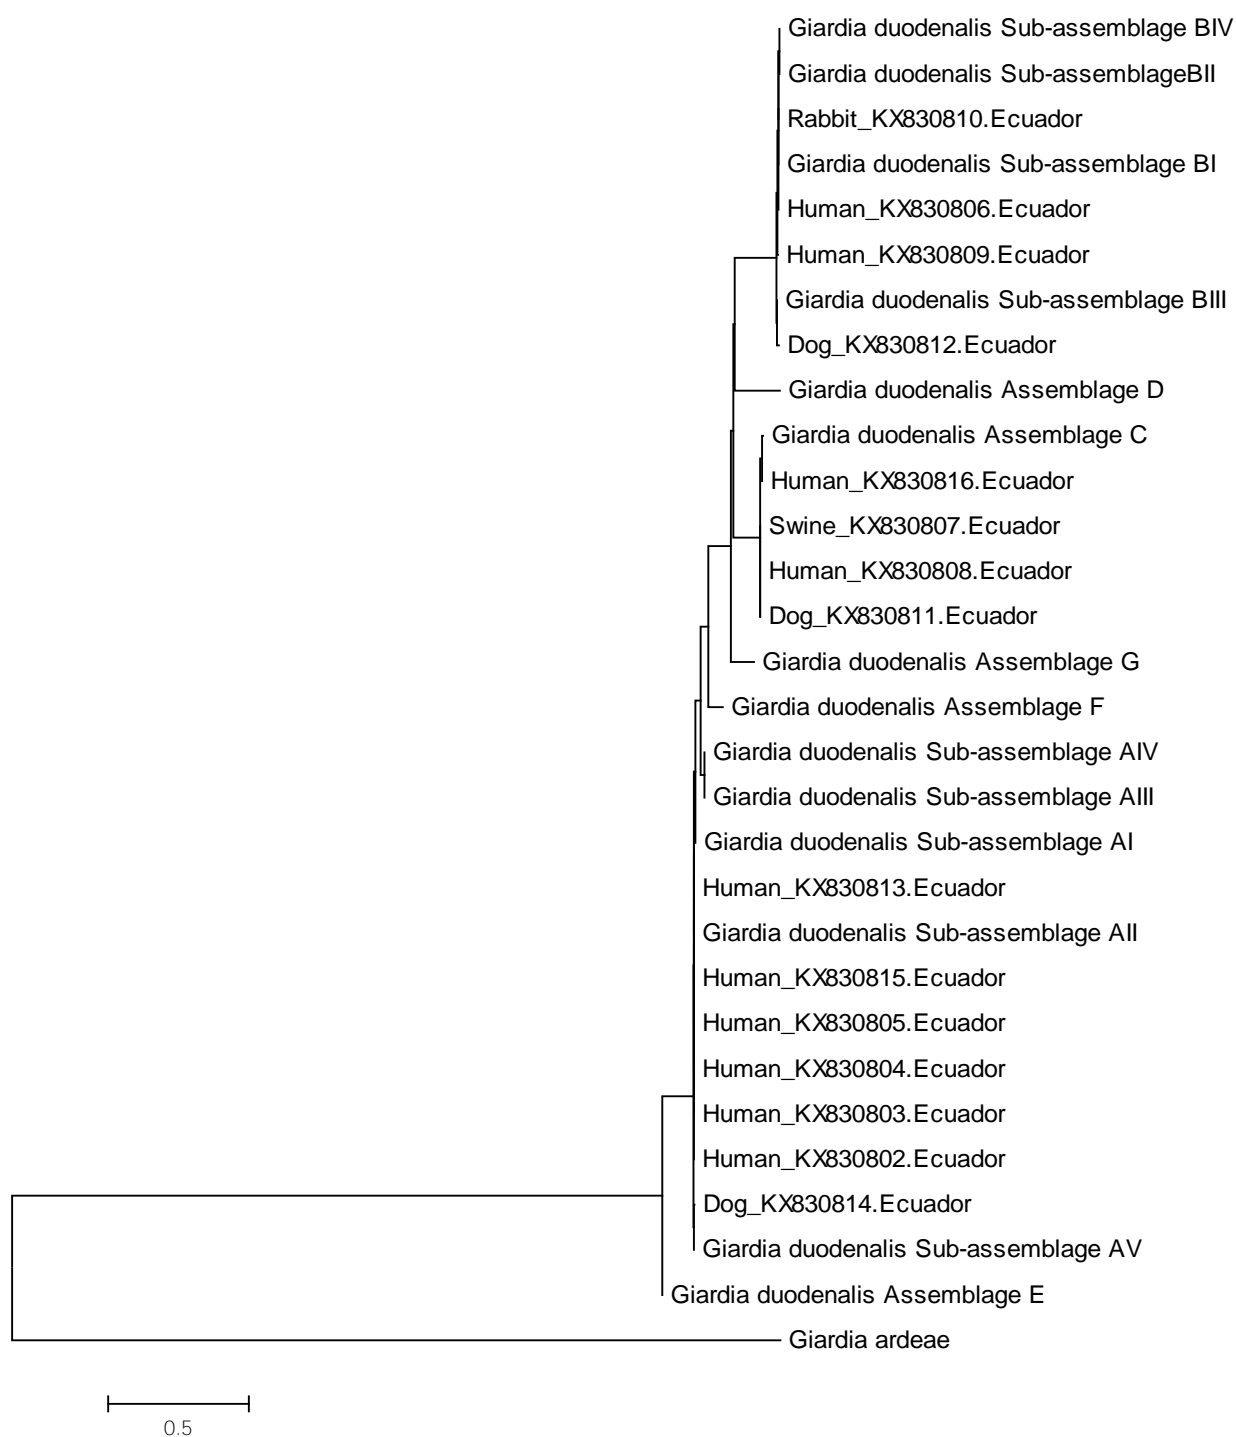 Giardia duodenalis Sub-assemblage BIV
Giardia duodenalis Sub-assemblageBII
Rabbit_KX830810.Ecuador
Giardia duodenalis Sub-assemblage BI
Human_KX830806.Ecuador
Human_KX830809.Ecuador
Giardia duodenalis Sub-assemblage BIII
Dog_KX830812.Ecuador
Giardia duodenalis Assemblage D
Giardia duodenalis Assemblage C
Human_KX830816.Ecuador
Swine_KX830807.Ecuador
Human_KX830808.Ecuador
Dog_KX830811.Ecuador
Giardia duodenalis Assemblage G
Giardia duodenalis Assemblage F
Giardia duodenalis Sub-assemblage AIV
Giardia duodenalis Sub-assemblage AIII
Giardia duodenalis Sub-assemblage AI
Human_KX830813.Ecuador
Giardia duodenalis Sub-assemblage AII
Human_KX830815.Ecuador
Human_KX830805.Ecuador
Human_KX830804.Ecuador
Human_KX830803.Ecuador
Human_KX830802.Ecuador
Dog_KX830814.Ecuador
Giardia duodenalis Sub-assemblage AV
Giardia duodenalis Assemblage E
Giardia ardeae
0.5